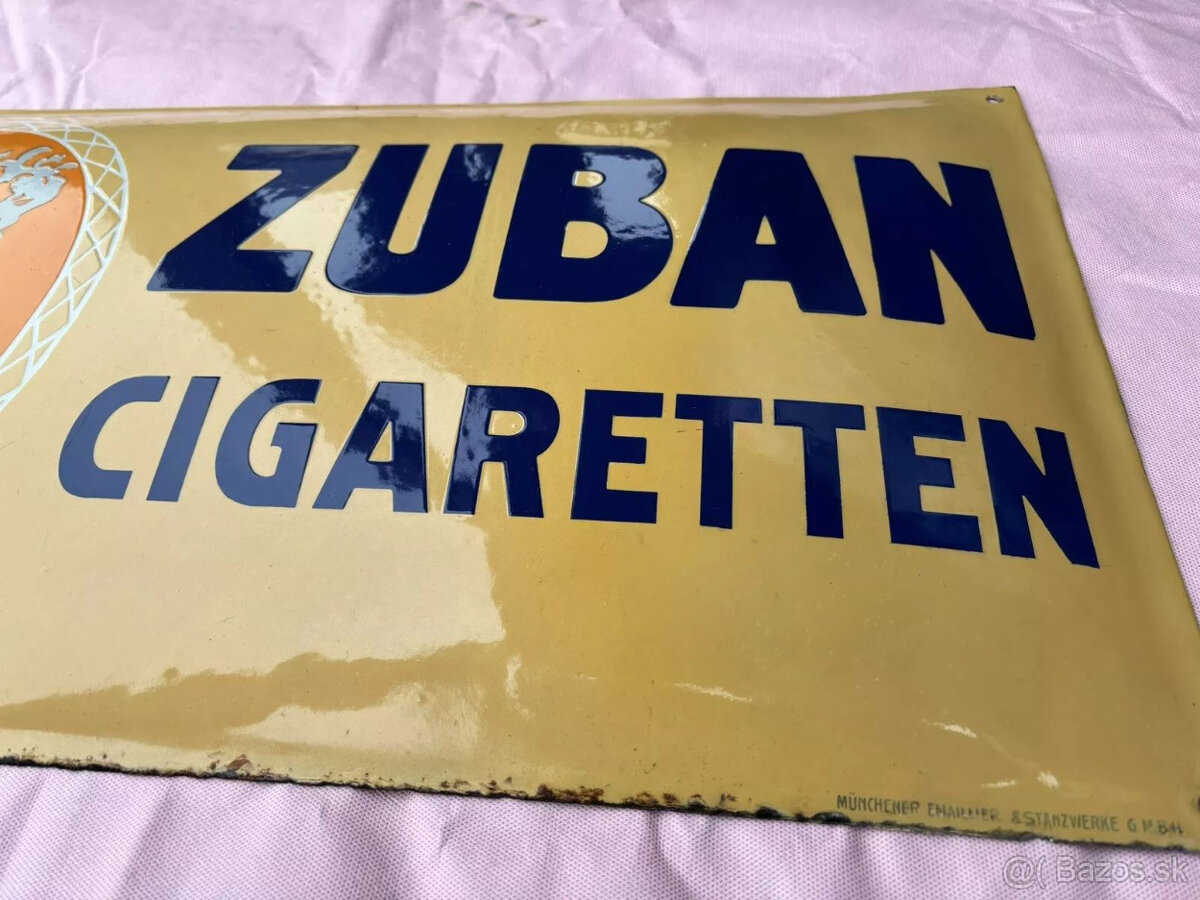 ZUBAN
CIGARETTEN
MÜNCHENER EMAILLIER & STANZWERKE G.M.B.H.
@( Bazos.sk